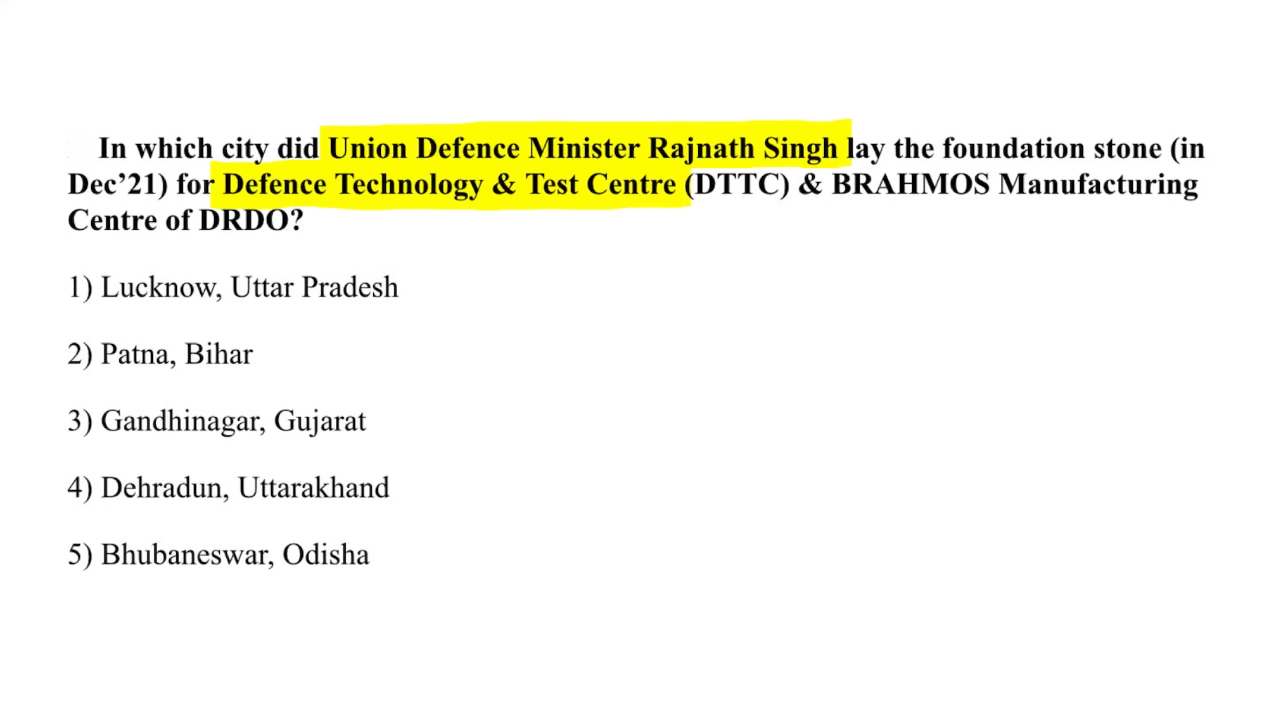 In which city did Union Defence Minister Rajnath Singh lay the foundation stone (in
Dec’21) for Defence Technology & Test Centre (DTTC) & BRAHMOS Manufacturing
Centre of DRDO?
1) Lucknow, Uttar Pradesh
2) Patna, Bihar
3) Gandhinagar, Gujarat
4) Dehradun, Uttarakhand
5) Bhubaneswar, Odisha